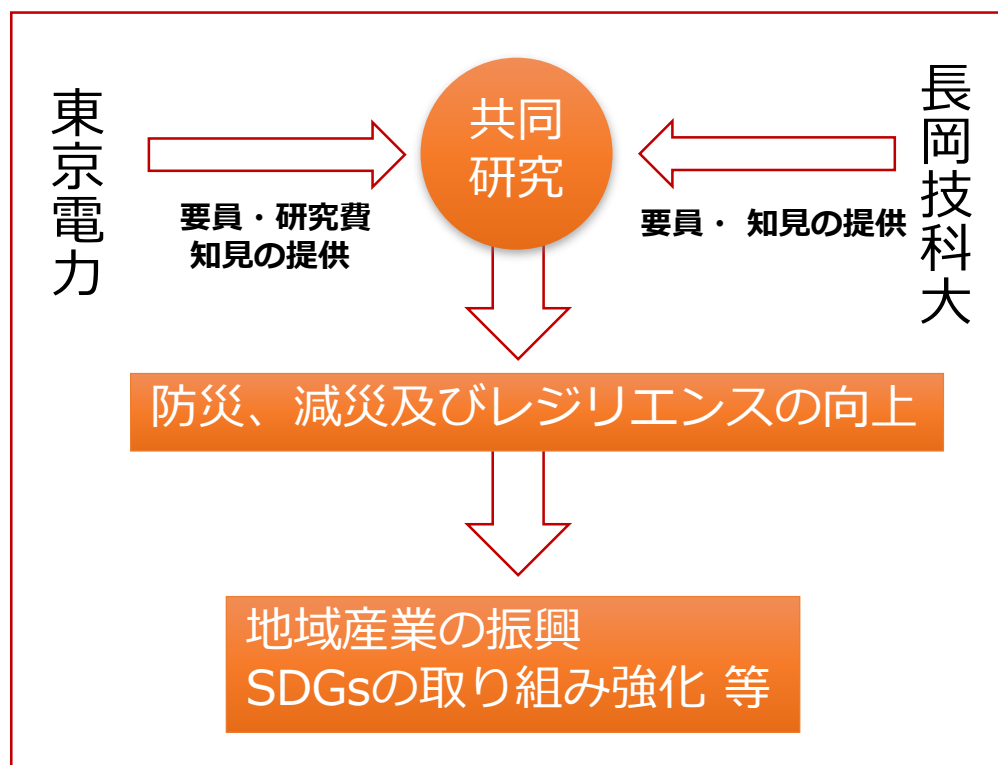 東京電力
共同
研究
長岡技科大
要員・研究費
知見の提供
要員・ 知見の提供
防災、減災及びレジリエンスの向上
地域産業の振興
SDGsの取り組み強化 等